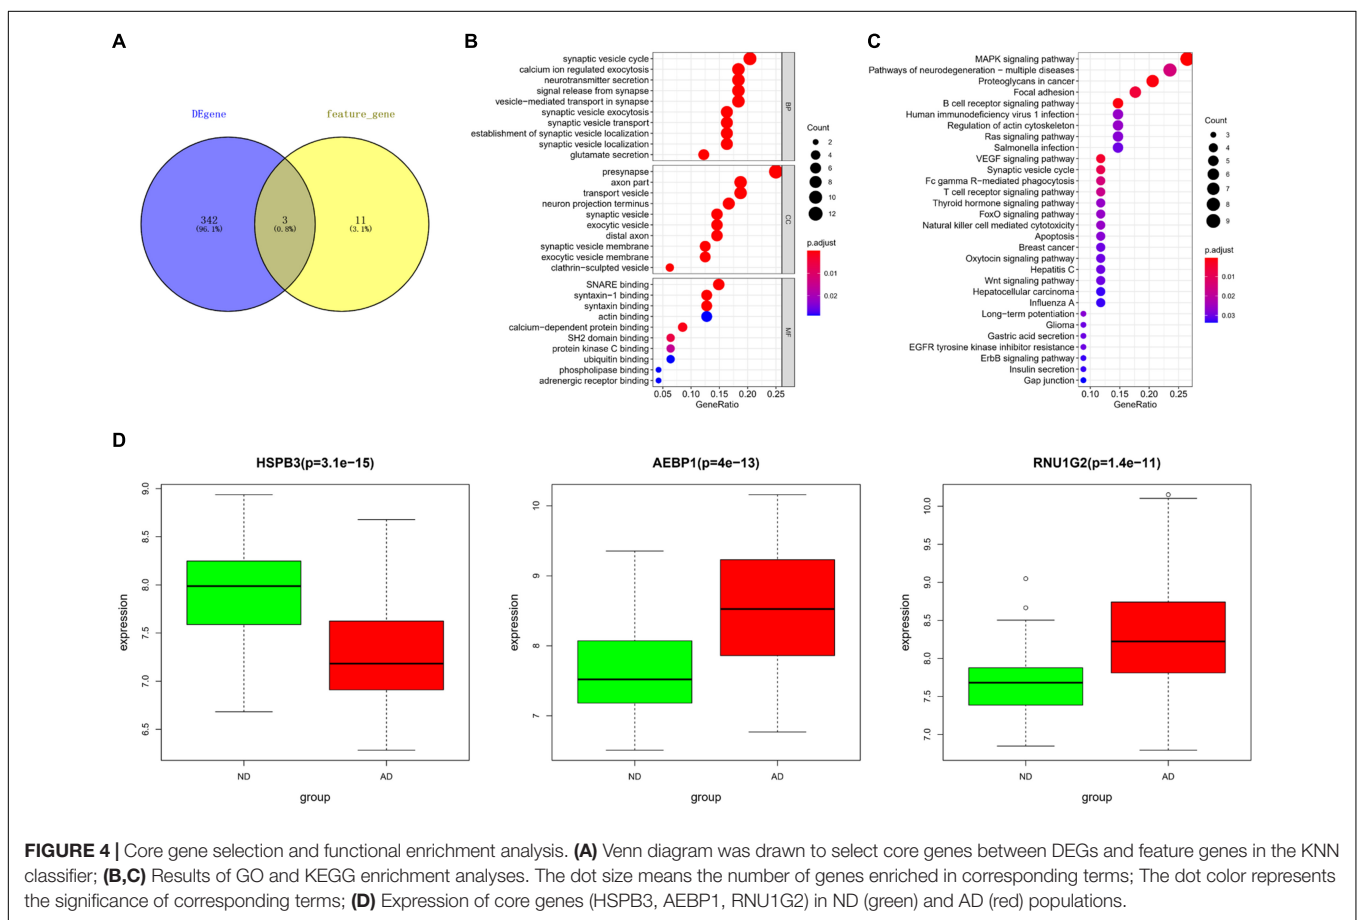 A
DEgene
feature_gene
342
(96.1%)
3
(0.8%)
11
(3.1%)
B
synaptic vesicle cycle
calcium ion regulated exocytosis
neurotransmitter secretion
signal release from synapse
vesicle-mediated transport in synapse
synaptic vesicle exocytosis
synaptic vesicle transport
establishment of synaptic vesicle localization
synaptic vesicle localization
glutamate secretion
BP
presynapse
axon part
transport vesicle
neuron projection terminus
synaptic vesicle
exocytic vesicle
distal axon
synaptic vesicle membrane
exocytic vesicle membrane
clathrin-sculpted vesicle
CC
SNARE binding
syntaxin-1 binding
syntaxin binding
actin binding
calcium-dependent protein binding
SH2 domain binding
protein kinase C binding
ubiquitin binding
phospholipase binding
adrenergic receptor binding
MF
0.05 0.10 0.15 0.20 0.25
GeneRatio
Count
2
4
6
8
10
12
p.adjust
0.01
0.02
C
MAPK signaling pathway
Pathways of neurodegeneration − multiple diseases
Proteoglycans in cancer
Focal adhesion
B cell receptor signaling pathway
Human immunodeficiency virus 1 infection
Regulation of actin cytoskeleton
Ras signaling pathway
Salmonella infection
VEGF signaling pathway
Synaptic vesicle cycle
Fc gamma R−mediated phagocytosis
T cell receptor signaling pathway
Thyroid hormone signaling pathway
FoxO signaling pathway
Natural killer cell mediated cytotoxicity
Apoptosis
Breast cancer
Oxytocin signaling pathway
Hepatitis C
Wnt signaling pathway
Hepatocellular carcinoma
Influenza A
Long−term potentiation
Glioma
Gastric acid secretion
EGFR tyrosine kinase inhibitor resistance
ErbB signaling pathway
Insulin secretion
Gap junction
0.10 0.15 0.20 0.25
GeneRatio
Count
3
4
5
6
7
8
9
p.adjust
0.01
0.02
0.03
D
HSPB3(p=3.1e−15)
9.0
8.5
8.0
7.5
7.0
6.5
expression
ND AD
group
AEBP1(p=4e−13)
10
9
8
7
expression
ND AD
group
RNU1G2(p=1.4e−11)
10.0
9.5
9.0
8.5
8.0
7.5
7.0
expression
ND AD
group
FIGURE 4 | Core gene selection and functional enrichment analysis. (A) Venn diagram was drawn to select core genes between DEGs and feature genes in the KNN
classifier; (B,C) Results of GO and KEGG enrichment analyses. The dot size means the number of genes enriched in corresponding terms; The dot color represents
the significance of corresponding terms; (D) Expression of core genes (HSPB3, AEBP1, RNU1G2) in ND (green) and AD (red) populations.